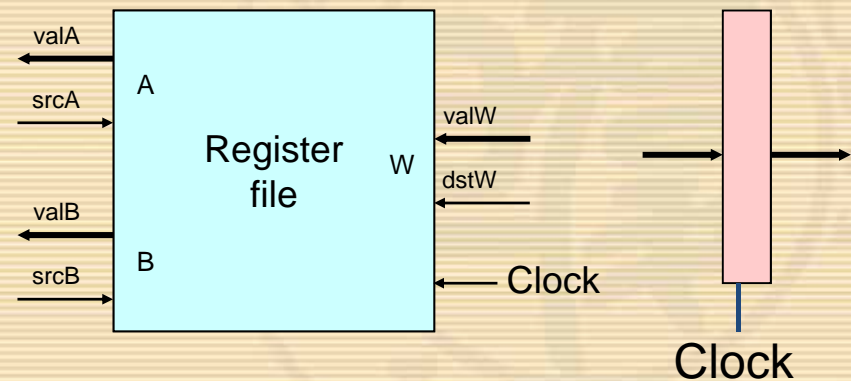 valA
A
srcA
valW
Register
file
W
dstW
valB
B
srcB
Clock
Clock